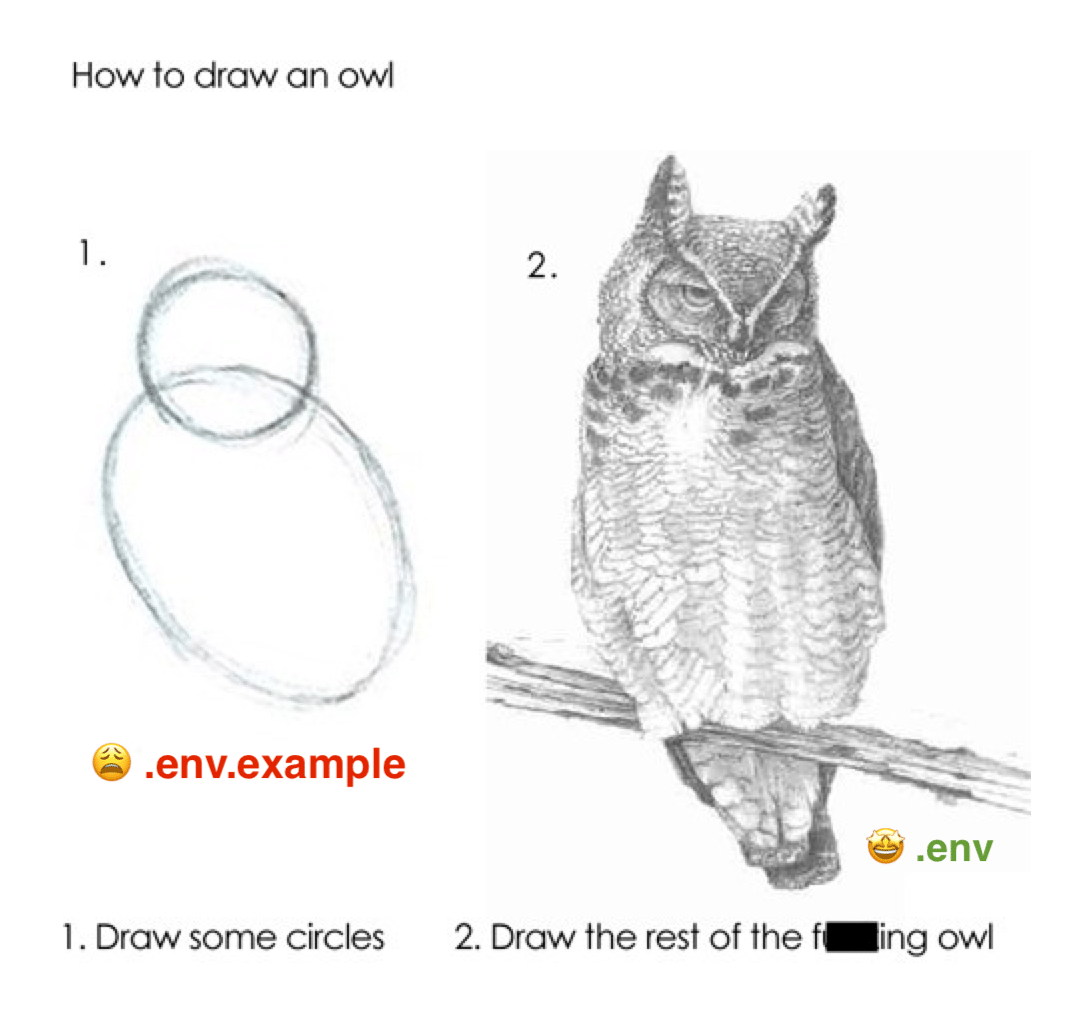 How to draw an owl
1.
2.
😩 .env.example
🤩 .env
1. Draw some circles
2. Draw the rest of the f ing owl